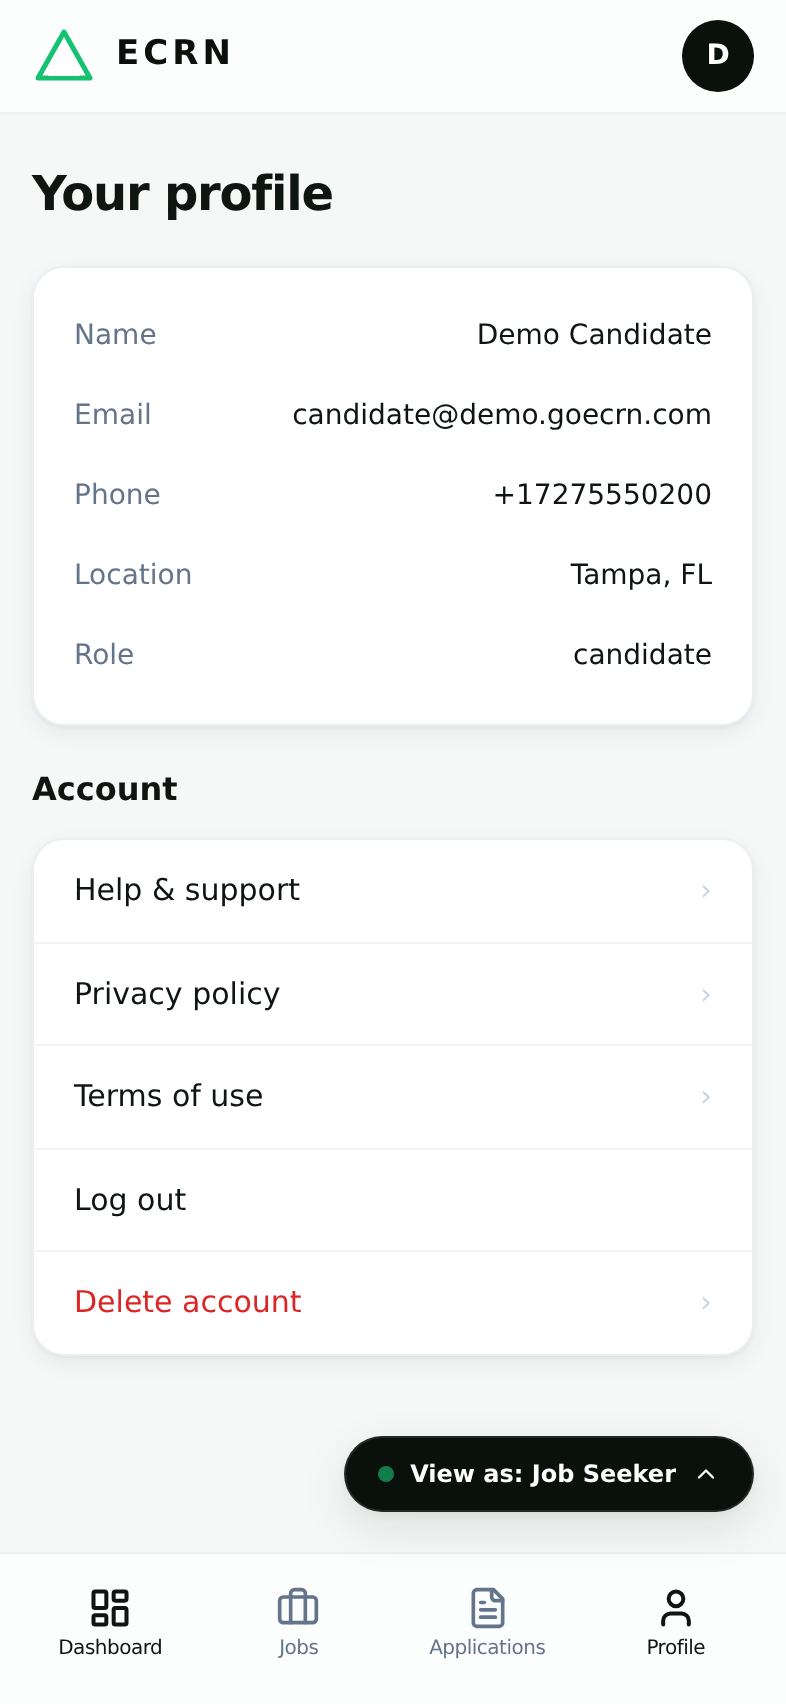 ECRN
D
Your profile
Name Demo Candidate
Email candidate@demo.goecrn.com
Phone +17275550200
Location Tampa, FL
Role candidate
Account
Help & support ›
Privacy policy ›
Terms of use ›
Log out
Delete account ›
View as: Job Seeker
Dashboard Jobs Applications Profile